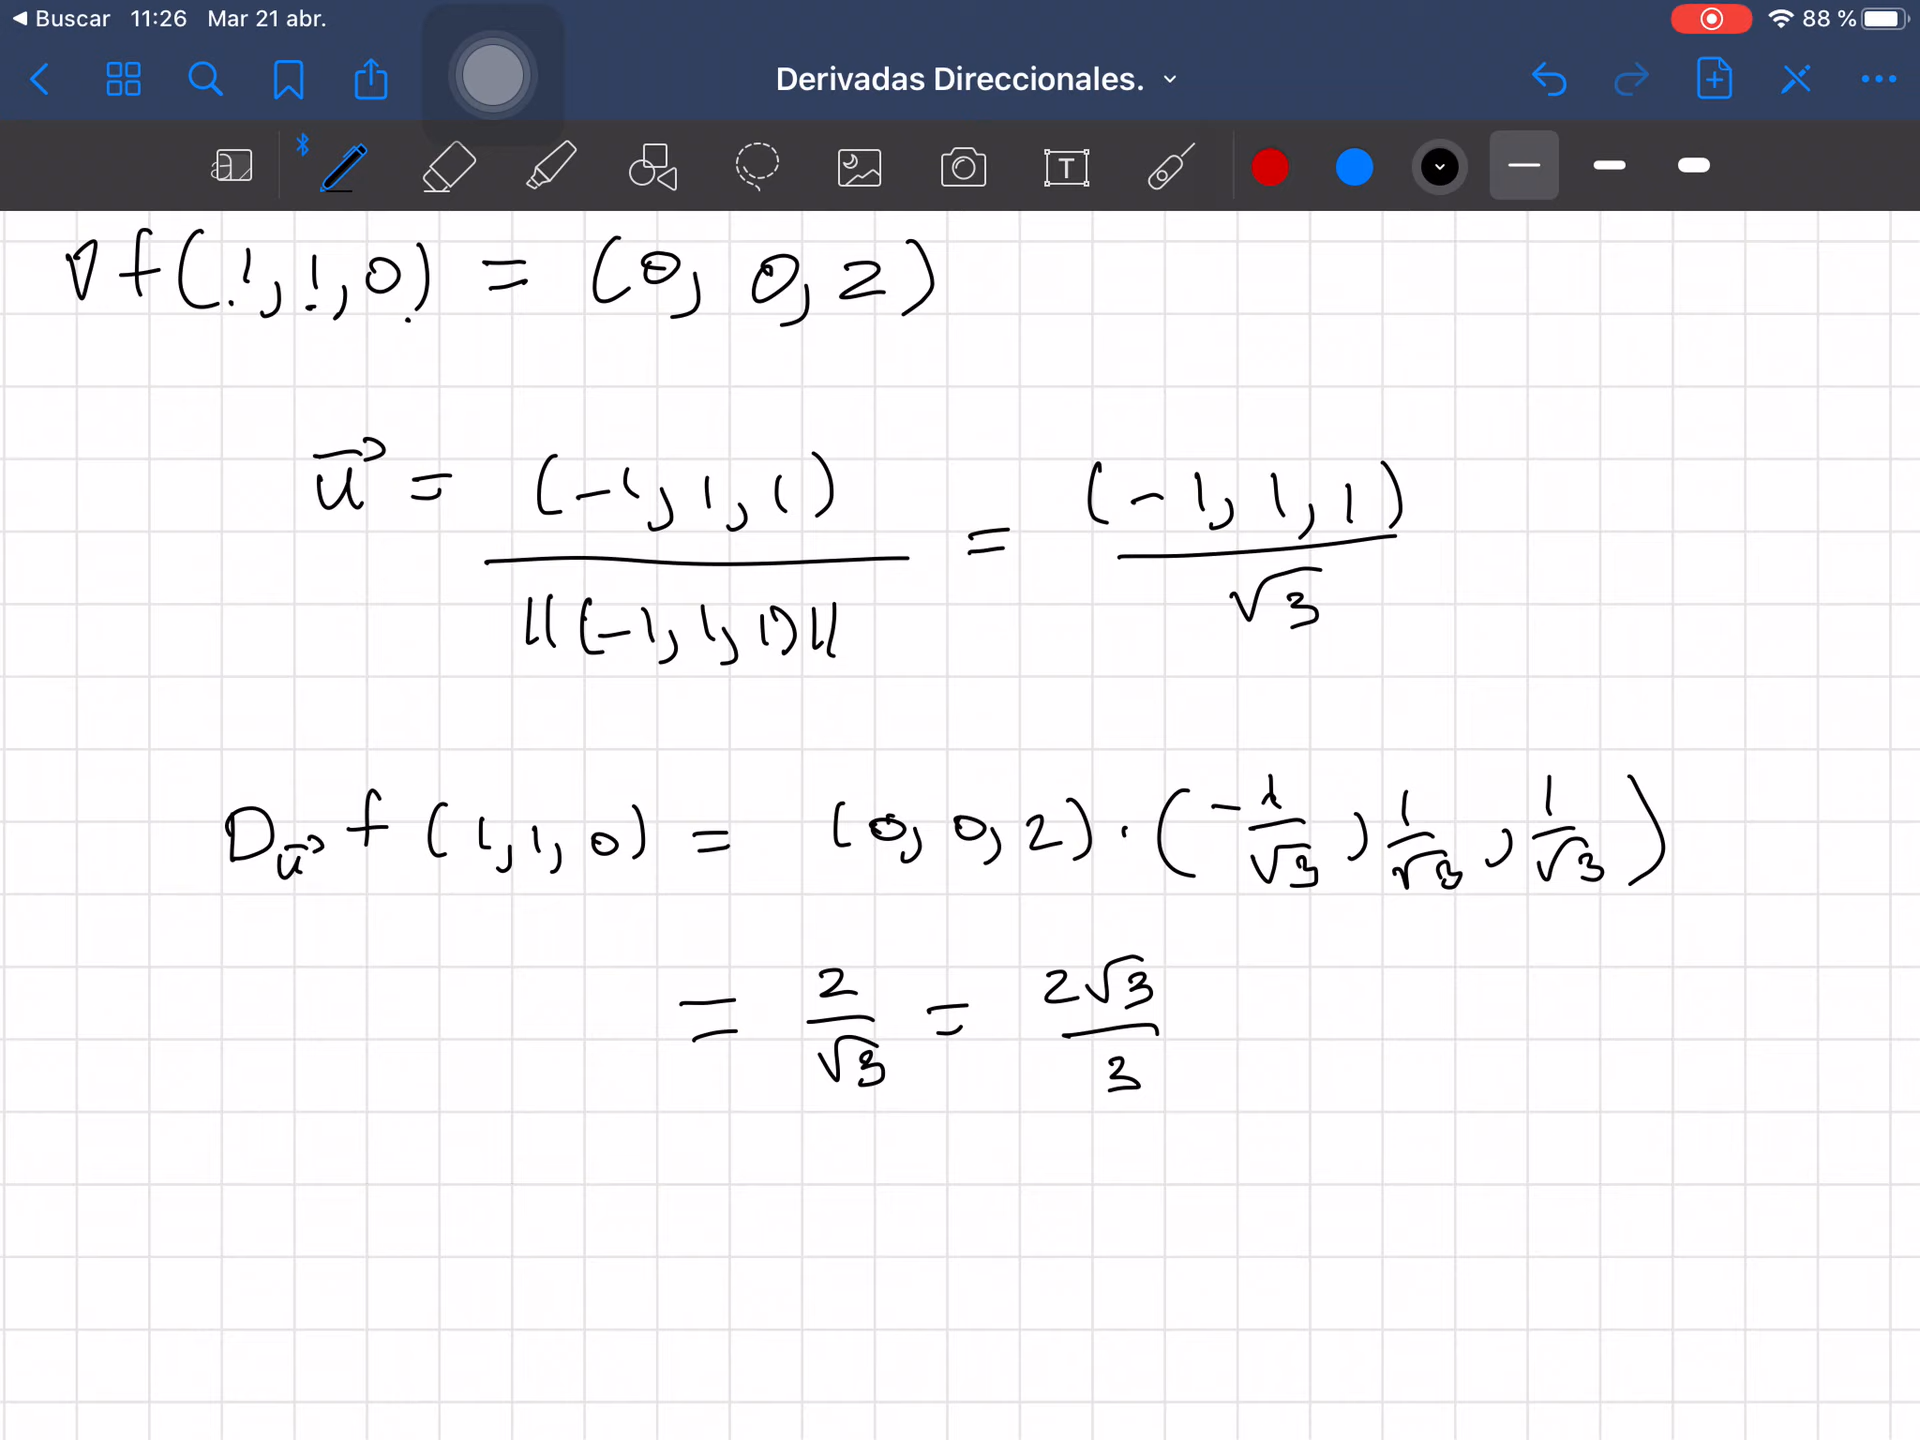 ◀ Buscar 11:26 Mar 21 abr. 88 %
Derivadas Direccionales.
T
∇f(1,1,0) = (0, 0, 2)
u⃗ = (-1,1,1) / ||(-1,1,1)|| = (-1,1,1) / √3
D_u⃗ f(1,1,0) = (0,0,2)·(-1/√3, 1/√3, 1/√3)
= 2/√3 = 2√3/3